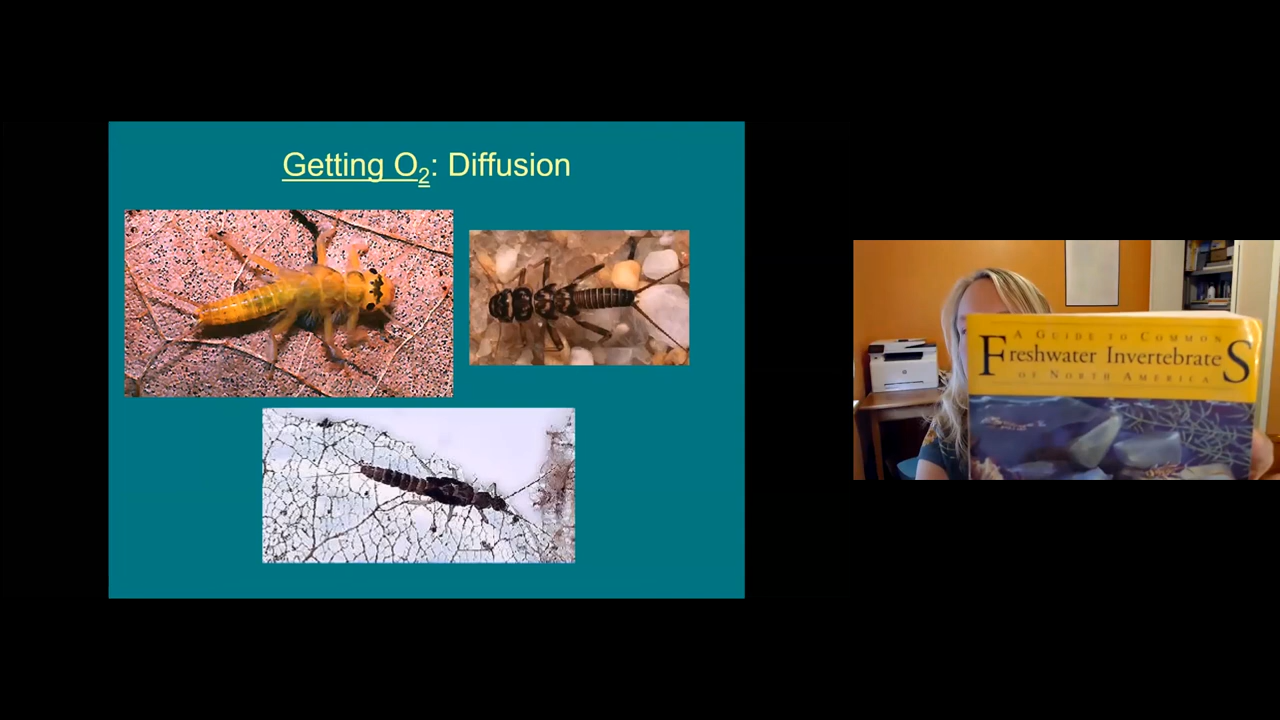 Getting O₂: Diffusion
A GUIDE TO COMMON
Freshwater InvertebrateS
OF NORTH AMERICA